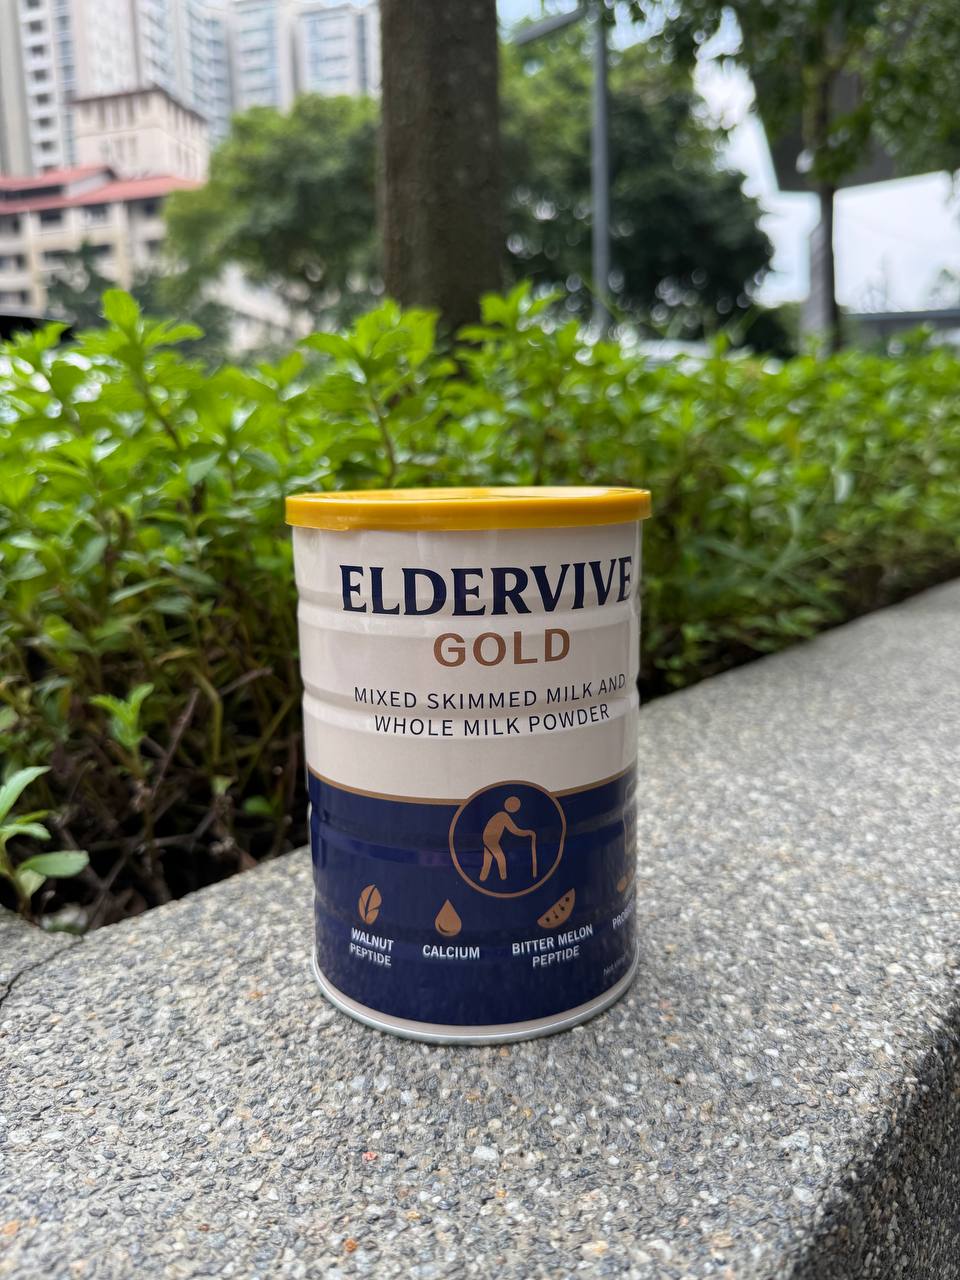 ELDERVIVE
GOLD
MIXED SKIMMED MILK AND
WHOLE MILK POWDER
WALNUT
PEPTIDE
CALCIUM
BITTER MELON
PEPTIDE